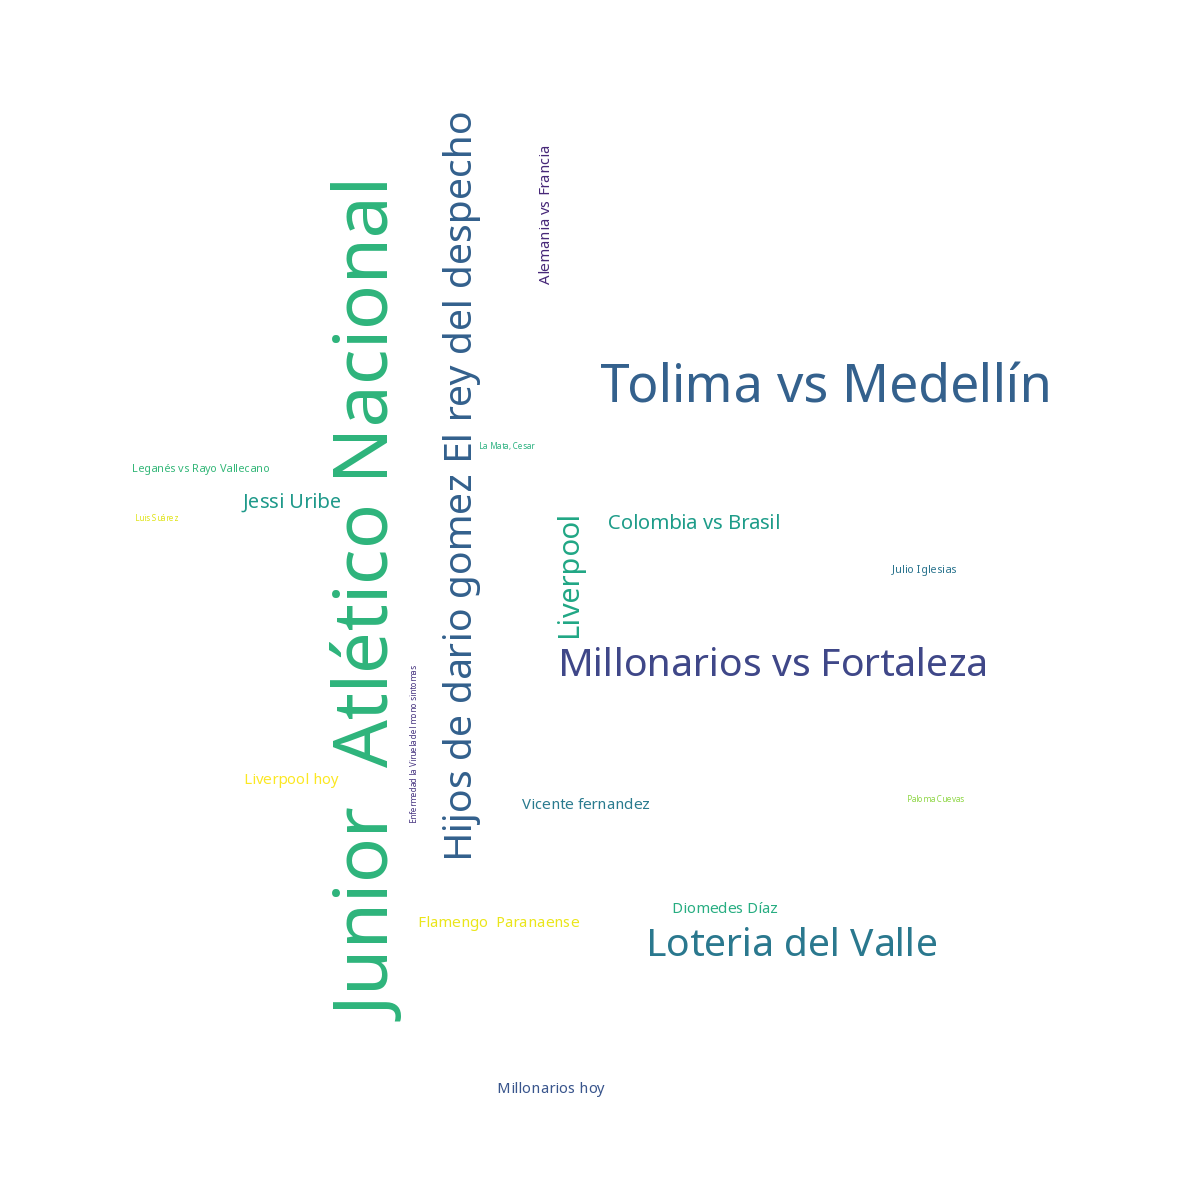 Junior  Atlético Nacional
Hijos de dario gomez El rey del despecho
Alemania vs Francia
Tolima vs Medellín
La Mata, Cesar
Leganés vs Rayo Vallecano
Jessi Uribe
Luis Suárez
Liverpool
Colombia vs Brasil
Julio Iglesias
Millonarios vs Fortaleza
Enfermedad la Viruela del mono sintomas
Liverpool hoy
Vicente fernandez
Paloma Cuevas
Flamengo  Paranaense
Diomedes Díaz
Loteria del Valle
Millonarios hoy